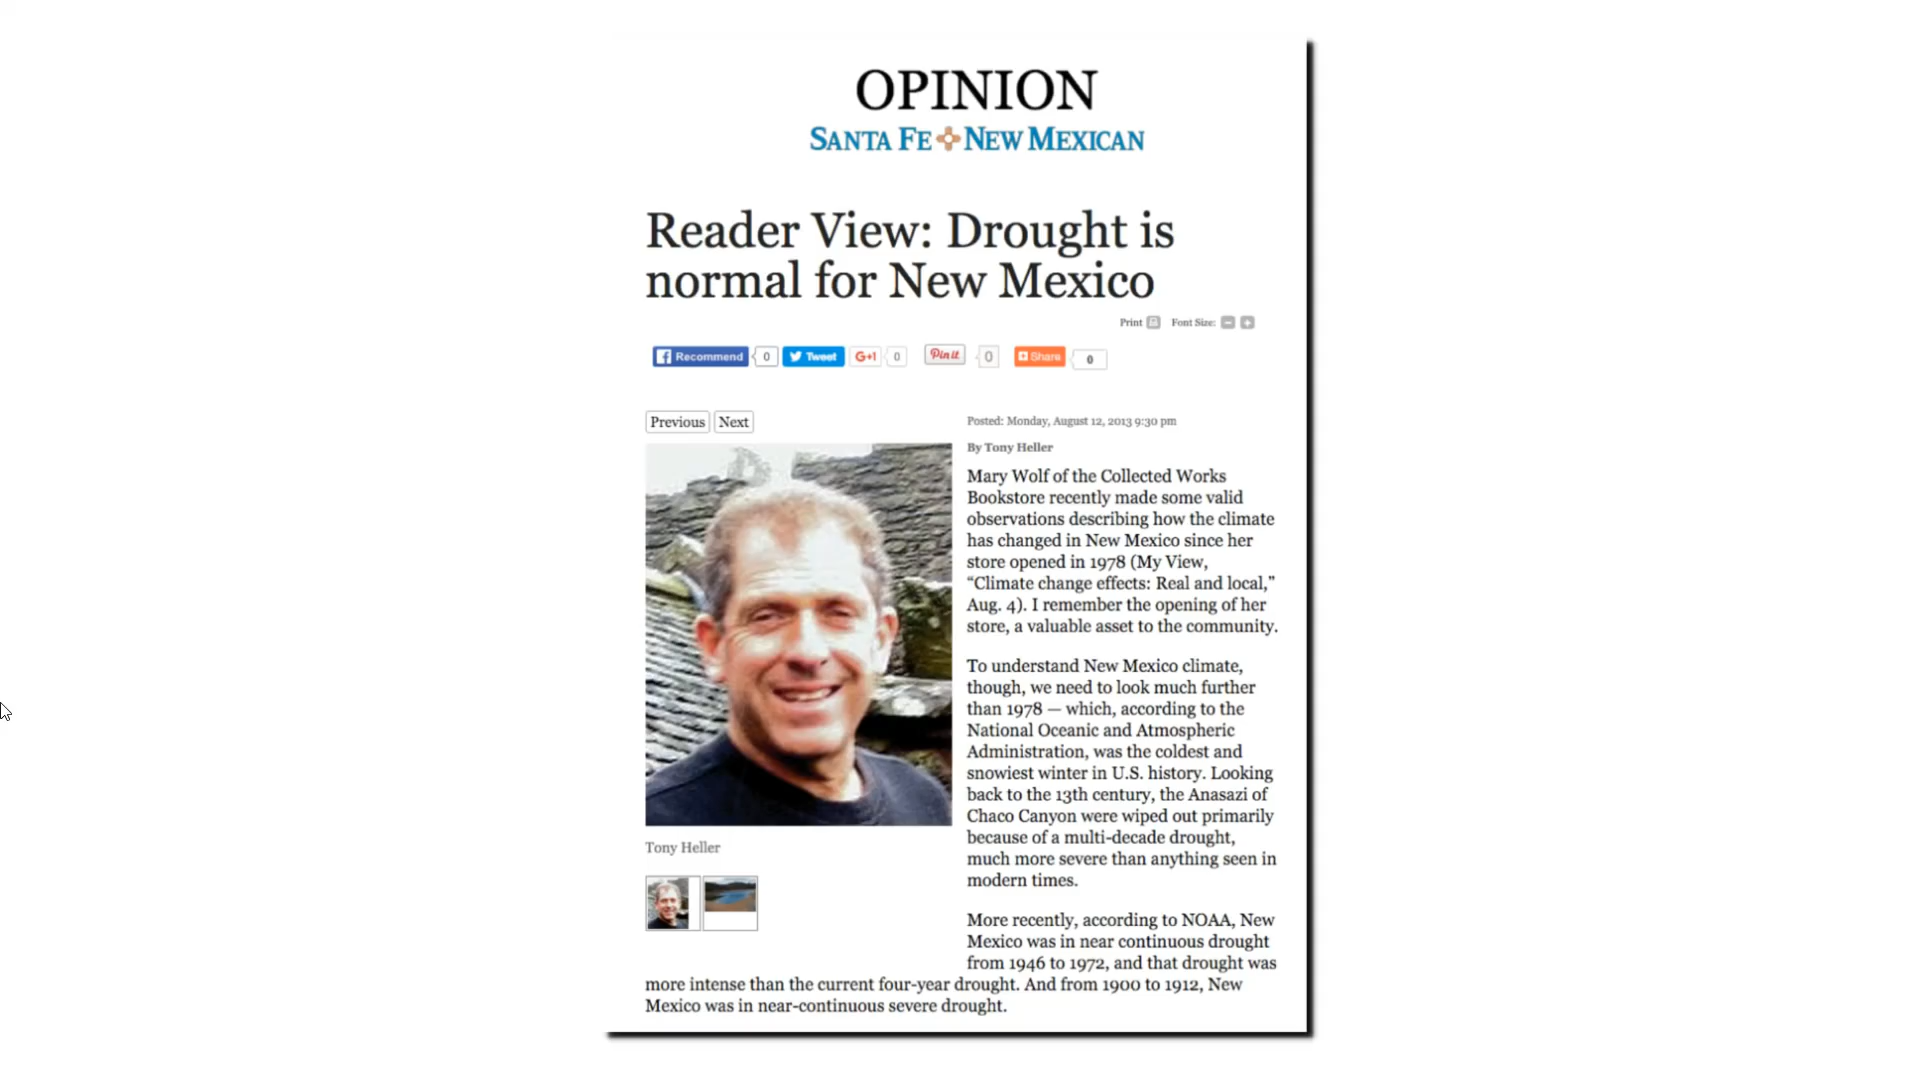 OPINION
SANTA FE NEW MEXICAN
Reader View: Drought is
normal for New Mexico
Print Font Size:
Recommend 0 Tweet G+1 0 Pin it 0 Share 0
Previous Next
Posted: Monday, August 12, 2013 9:30 pm
By Tony Heller
Mary Wolf of the Collected Works
Bookstore recently made some valid
observations describing how the climate
has changed in New Mexico since her
store opened in 1978 (My View,
“Climate change effects: Real and local,”
Aug. 4). I remember the opening of her
store, a valuable asset to the community.
To understand New Mexico climate,
though, we need to look much further
than 1978 — which, according to the
National Oceanic and Atmospheric
Administration, was the coldest and
snowiest winter in U.S. history. Looking
back to the 13th century, the Anasazi of
Chaco Canyon were wiped out primarily
because of a multi-decade drought,
much more severe than anything seen in
modern times.
Tony Heller
More recently, according to NOAA, New
Mexico was in near continuous drought
from 1946 to 1972, and that drought was
more intense than the current four-year drought. And from 1900 to 1912, New
Mexico was in near-continuous severe drought.